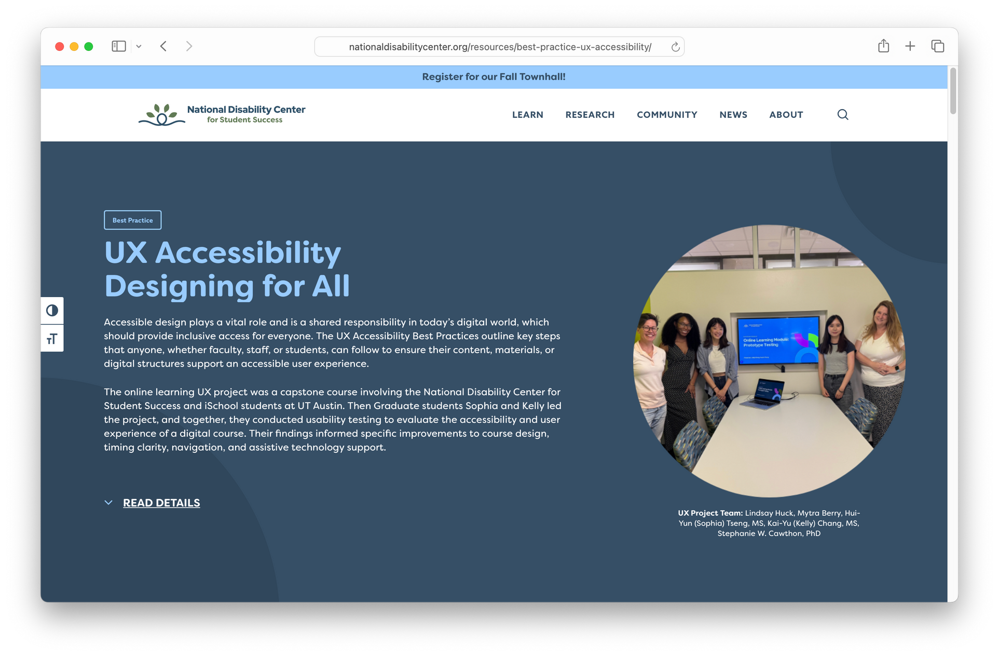 nationaldisabilitycenter.org/resources/best-practice-ux-accessibility/
Register for our Fall Townhall!
National Disability Center
for Student Success
LEARN RESEARCH COMMUNITY NEWS ABOUT
Best Practice
UX Accessibility
Designing for All
Accessible design plays a vital role and is a shared responsibility in today’s digital world, which
should provide inclusive access for everyone. The UX Accessibility Best Practices outline key steps
that anyone, whether faculty, staff, or students, can follow to ensure their content, materials, or
digital structures support an accessible user experience.
The online learning UX project was a capstone course involving the National Disability Center for
Student Success and iSchool students at UT Austin. Then Graduate students Sophia and Kelly led
the project, and together, they conducted usability testing to evaluate the accessibility and user
experience of a digital course. Their findings informed specific improvements to course design,
timing clarity, navigation, and assistive technology support.
READ DETAILS
Online Learning Module:
Prototype Testing
UX Project Team: Lindsay Huck, Mytra Berry, Hui-
Yun (Sophia) Tseng, MS, Kai-Yu (Kelly) Chang, MS,
Stephanie W. Cawthon, PhD